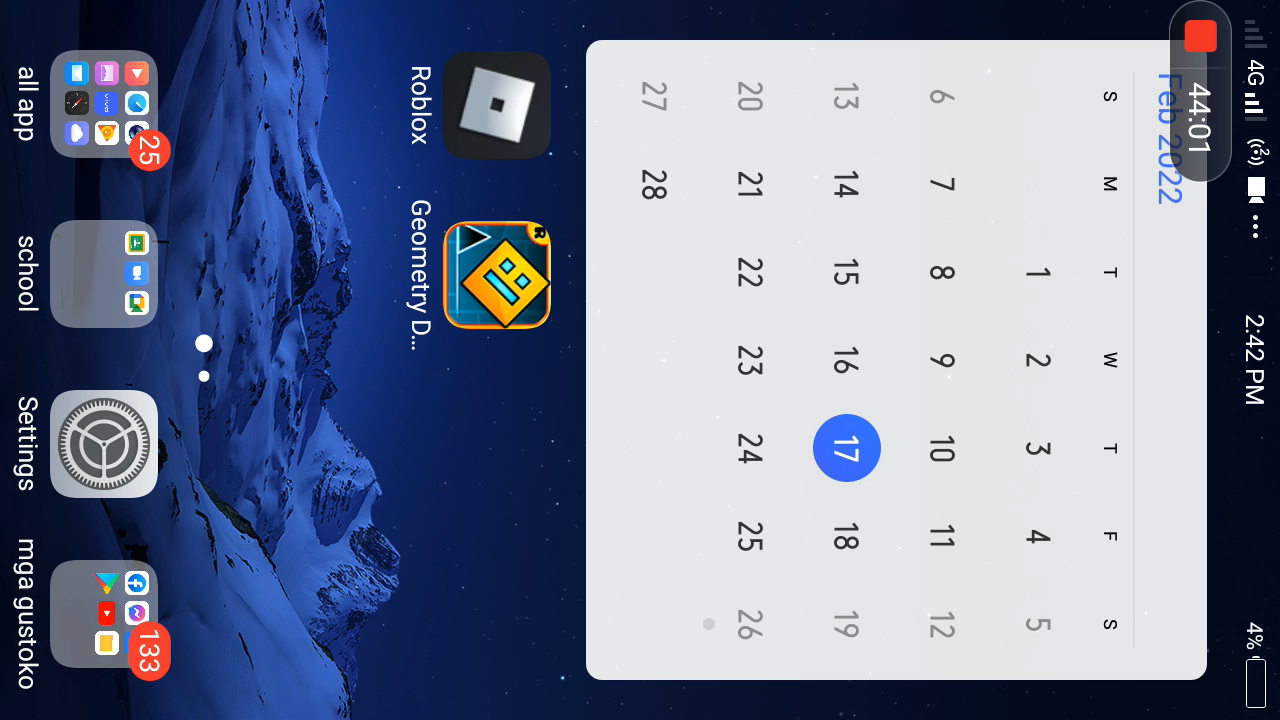 4G 2:42 PM 4%
44:01
Feb 2022
S M T W T F S
1 2 3 4 5
6 7 8 9 10 11 12
13 14 15 16 17 18 19
20 21 22 23 24 25 26
27 28
Roblox Geometry D...
25 133
all app school Settings mga gustoko